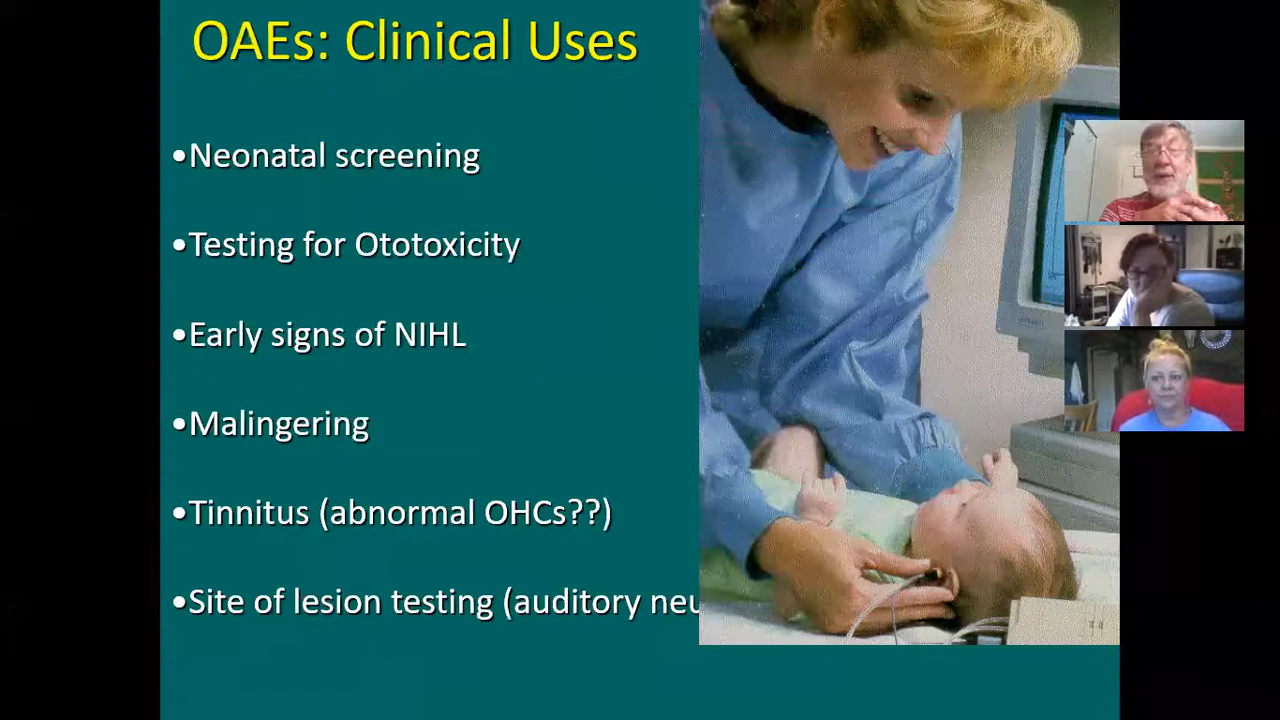 OAEs: Clinical Uses
•Neonatal screening
•Testing for Ototoxicity
•Early signs of NIHL
•Malingering
•Tinnitus (abnormal OHCs??)
•Site of lesion testing (auditory neu